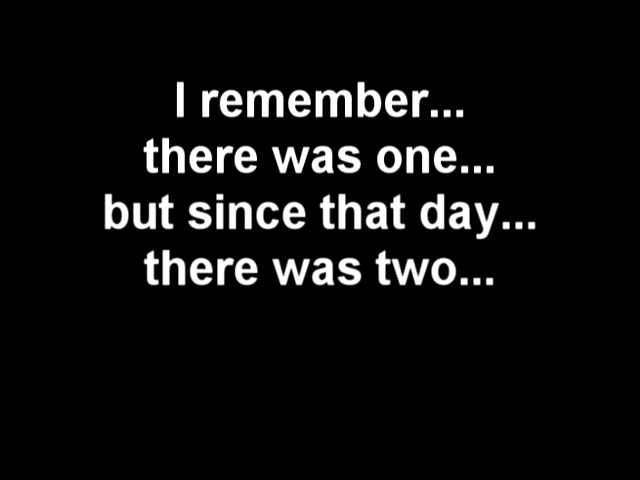 I remember...
there was one...
but since that day...
there was two...